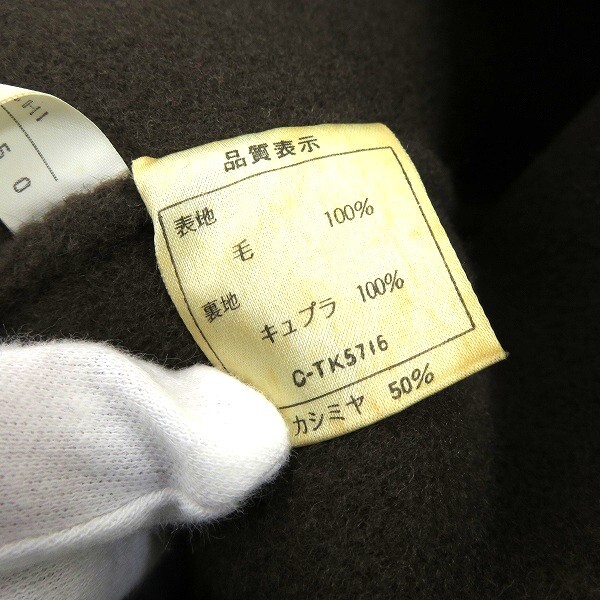 品質表示
表地 100%
毛
裏地
キュプラ 100%
C-TK5716
カシミヤ 50%
50